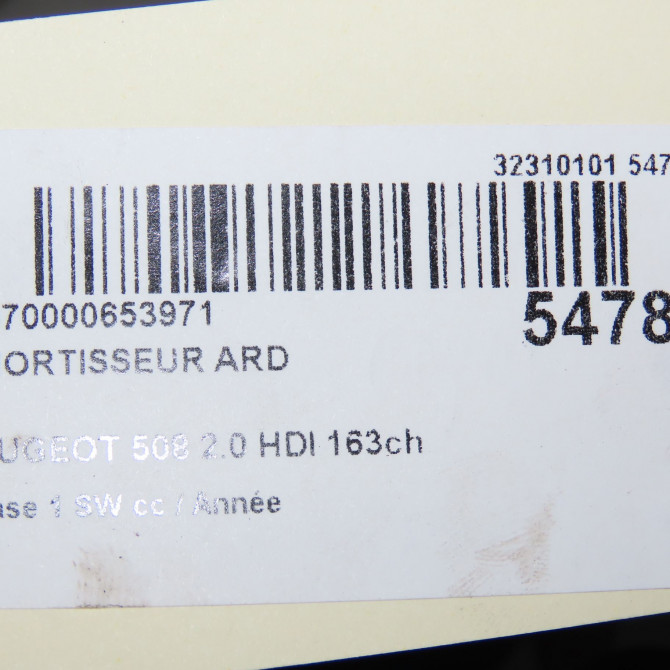 32310101 547
70000653971
5478
ORTISSEUR ARD
UGEOT 508 2.0 HDI 163ch
ase 1 SW cc / Année